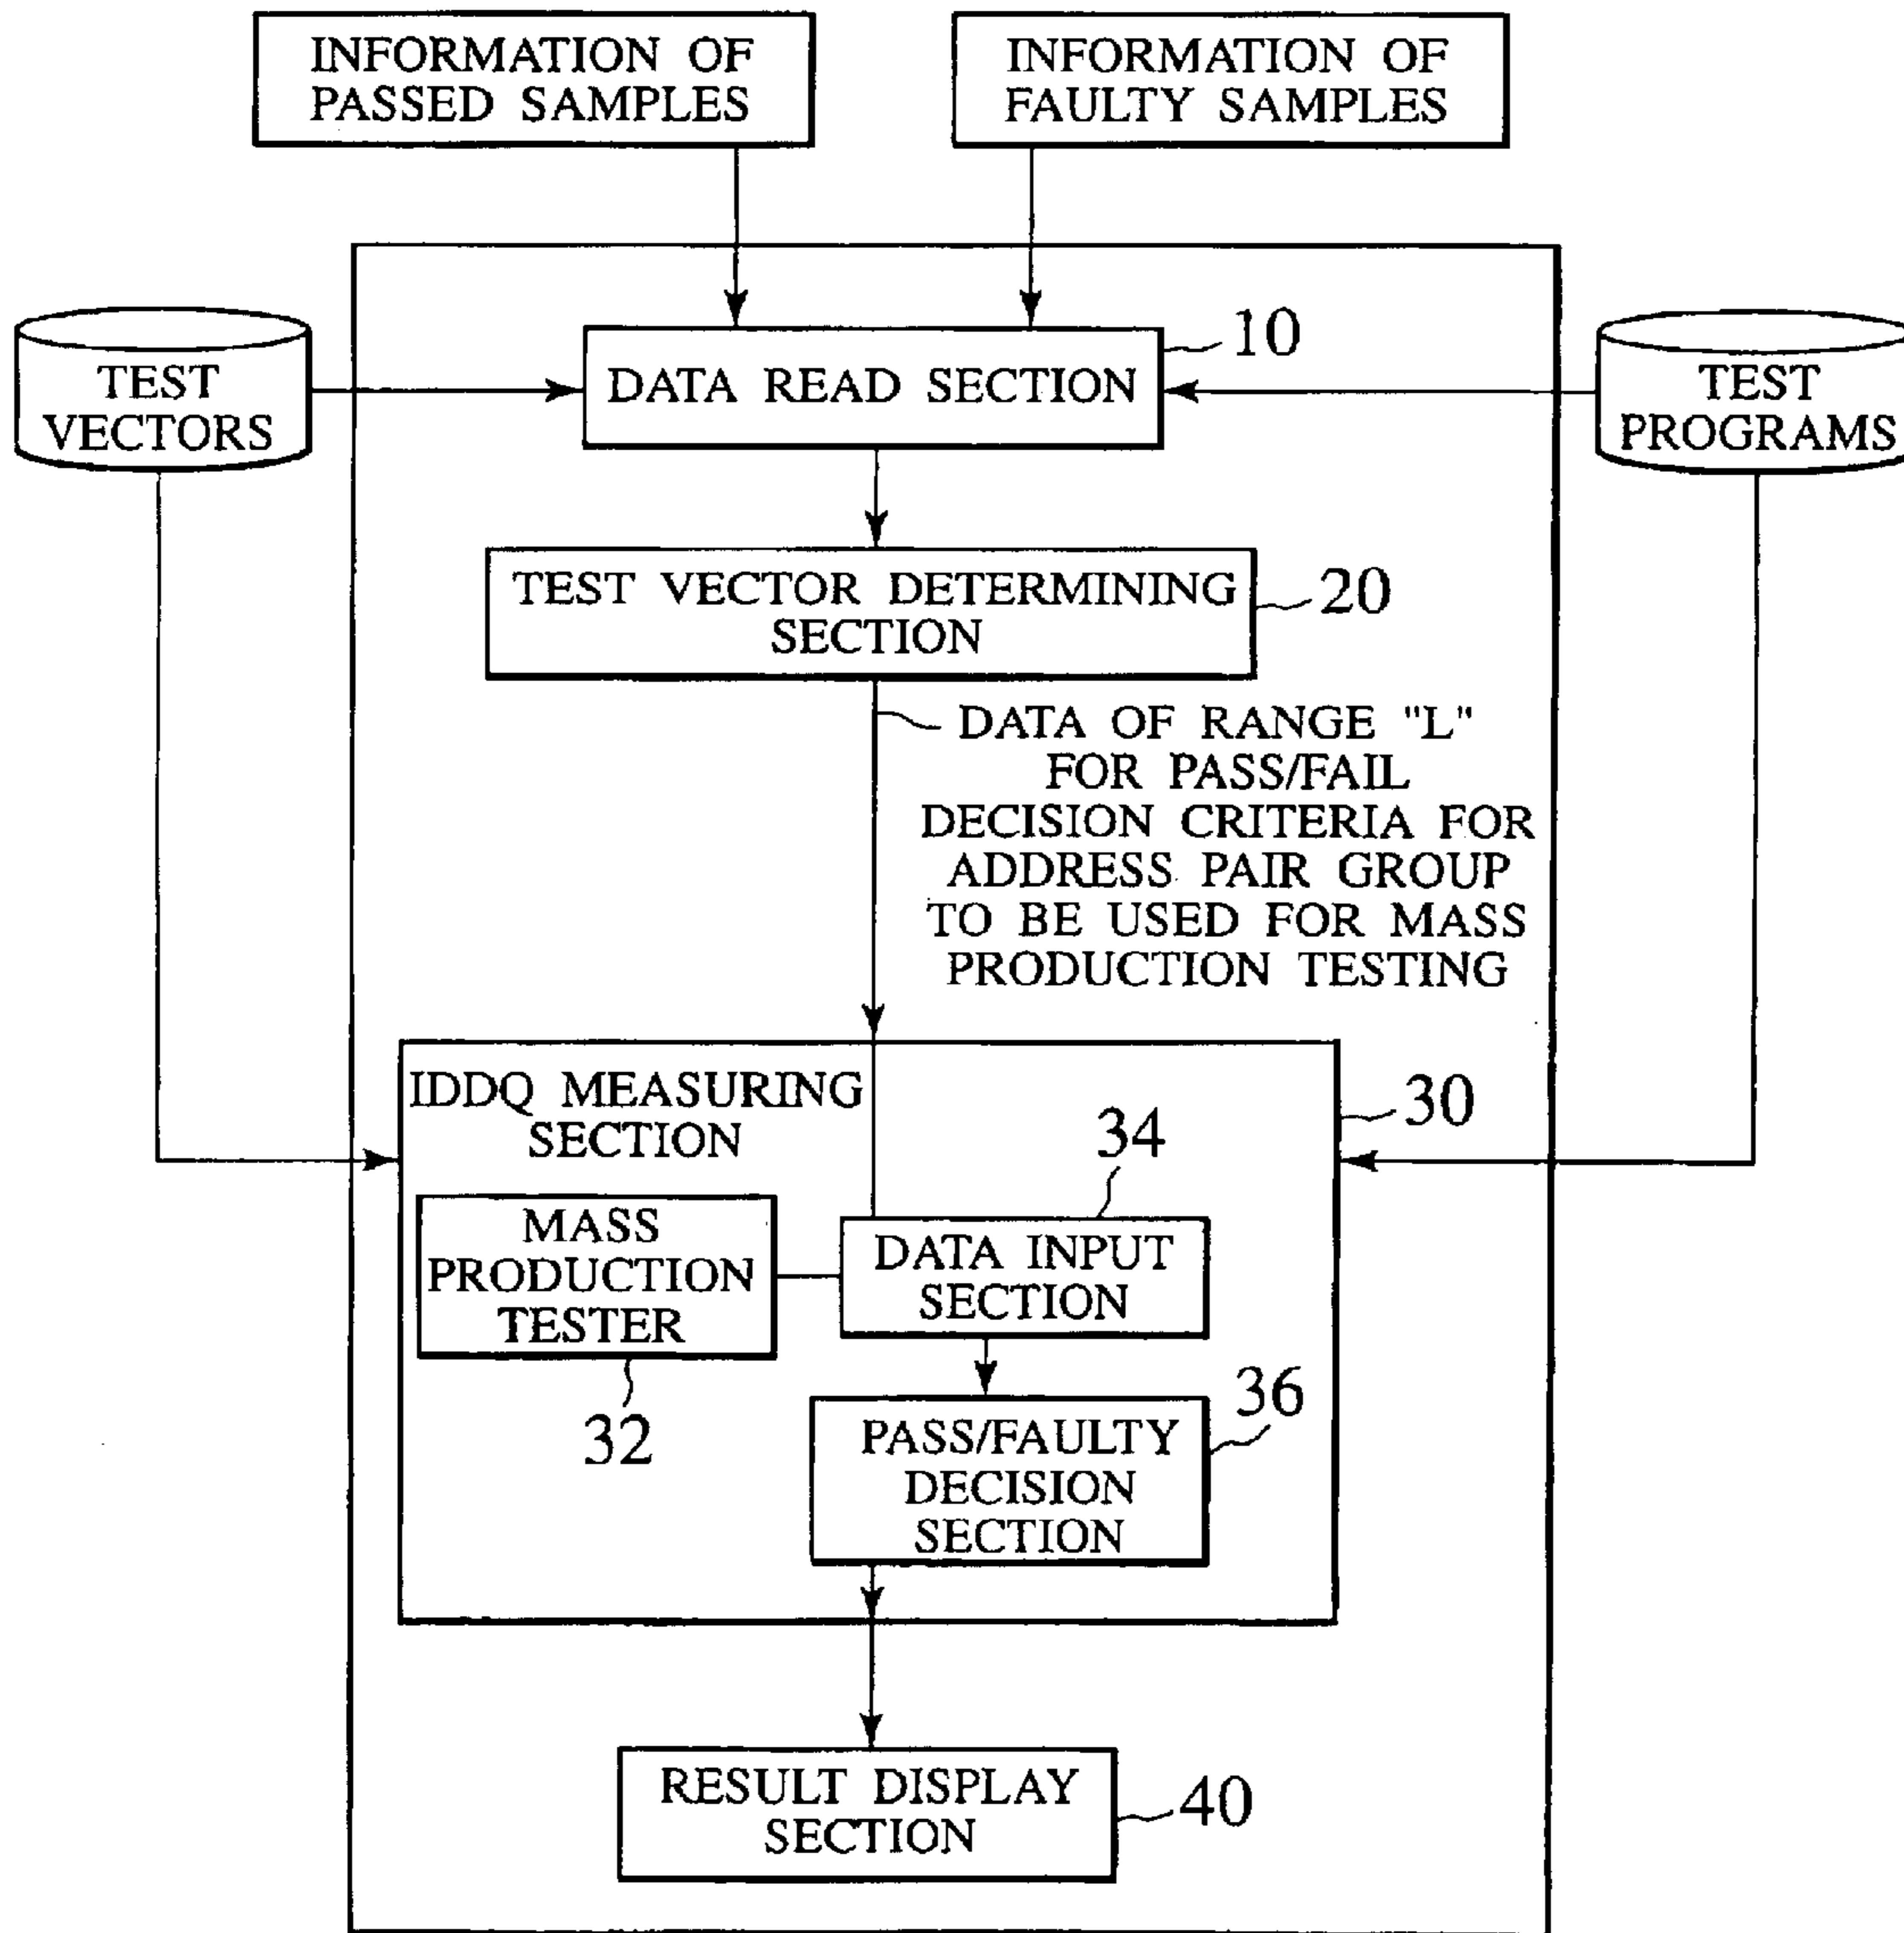 INFORMATION OF
PASSED SAMPLES
INFORMATION OF
FAULTY SAMPLES
TEST
VECTORS
10
DATA READ SECTION
TEST
PROGRAMS
TEST VECTOR DETERMINING
SECTION
20
DATA OF RANGE "L"
FOR PASS/FAIL
DECISION CRITERIA FOR
ADDRESS PAIR GROUP
TO BE USED FOR MASS
PRODUCTION TESTING
IDDQ MEASURING
SECTION
30
34
MASS
PRODUCTION
TESTER
32
DATA INPUT
SECTION
36
PASS/FAULTY
DECISION
SECTION
RESULT DISPLAY
SECTION
40